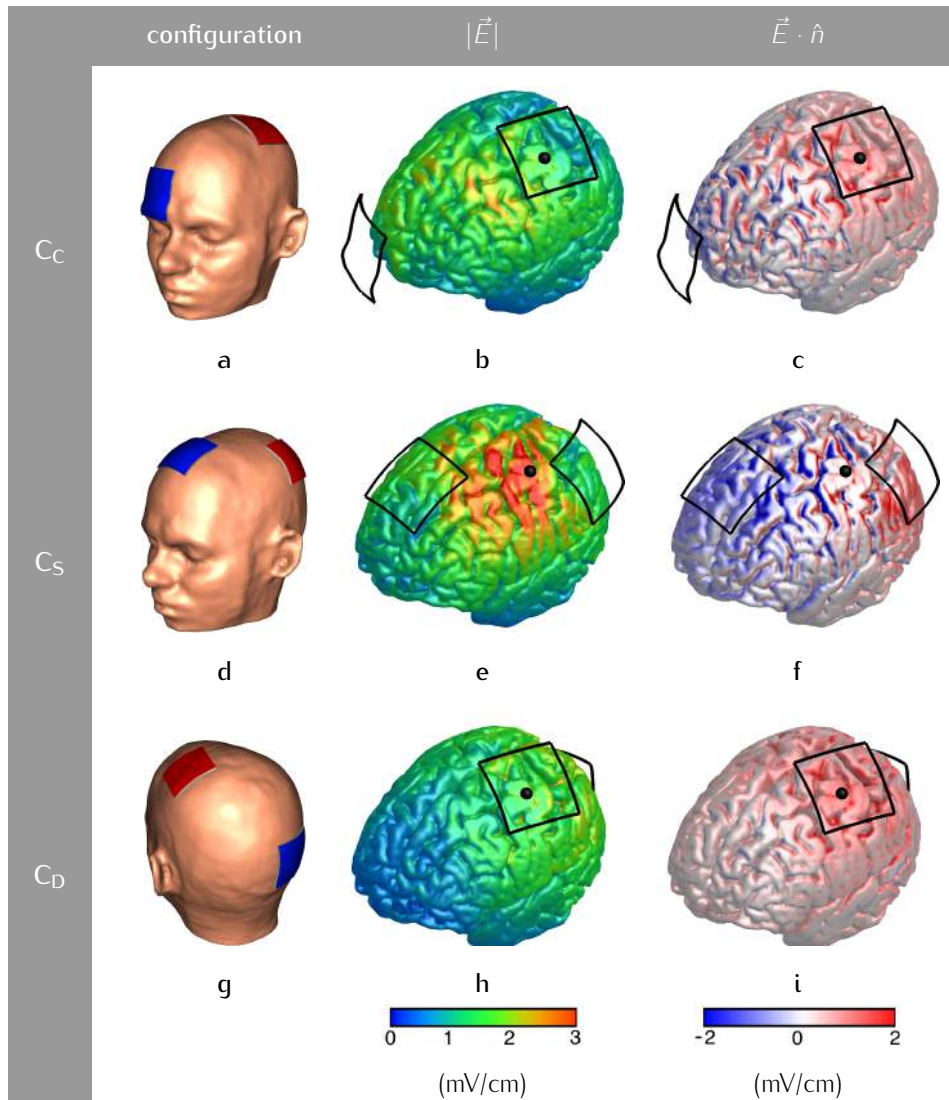 configuration |E⃗| E⃗ · n̂
C_C
a b c
C_S
d e f
C_D
g h i
0 1 2 3 -2 0 2
(mV/cm) (mV/cm)